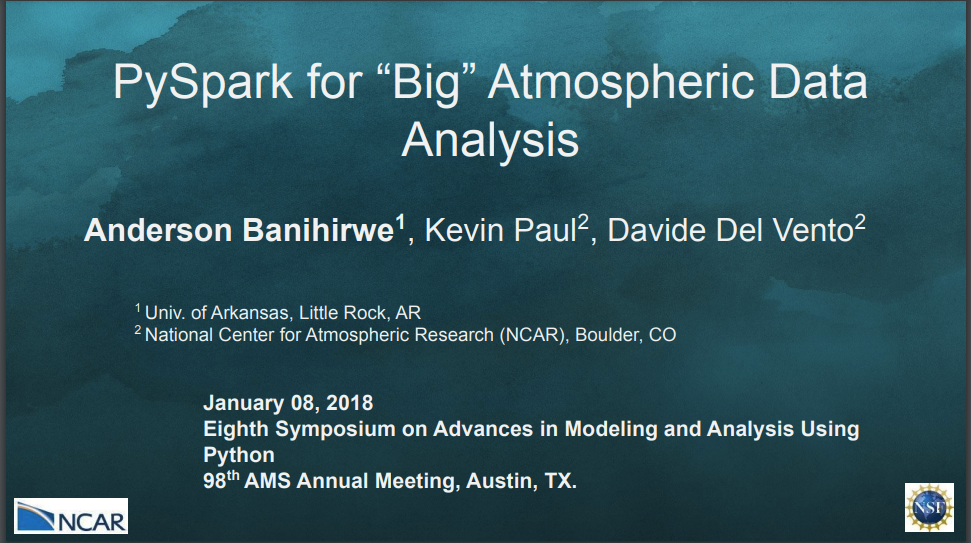 PySpark for “Big” Atmospheric Data
Analysis
Anderson Banihirwe1, Kevin Paul2, Davide Del Vento2
1 Univ. of Arkansas, Little Rock, AR
2 National Center for Atmospheric Research (NCAR), Boulder, CO
January 08, 2018
Eighth Symposium on Advances in Modeling and Analysis Using
Python
98th AMS Annual Meeting, Austin, TX.
NCAR
NSF